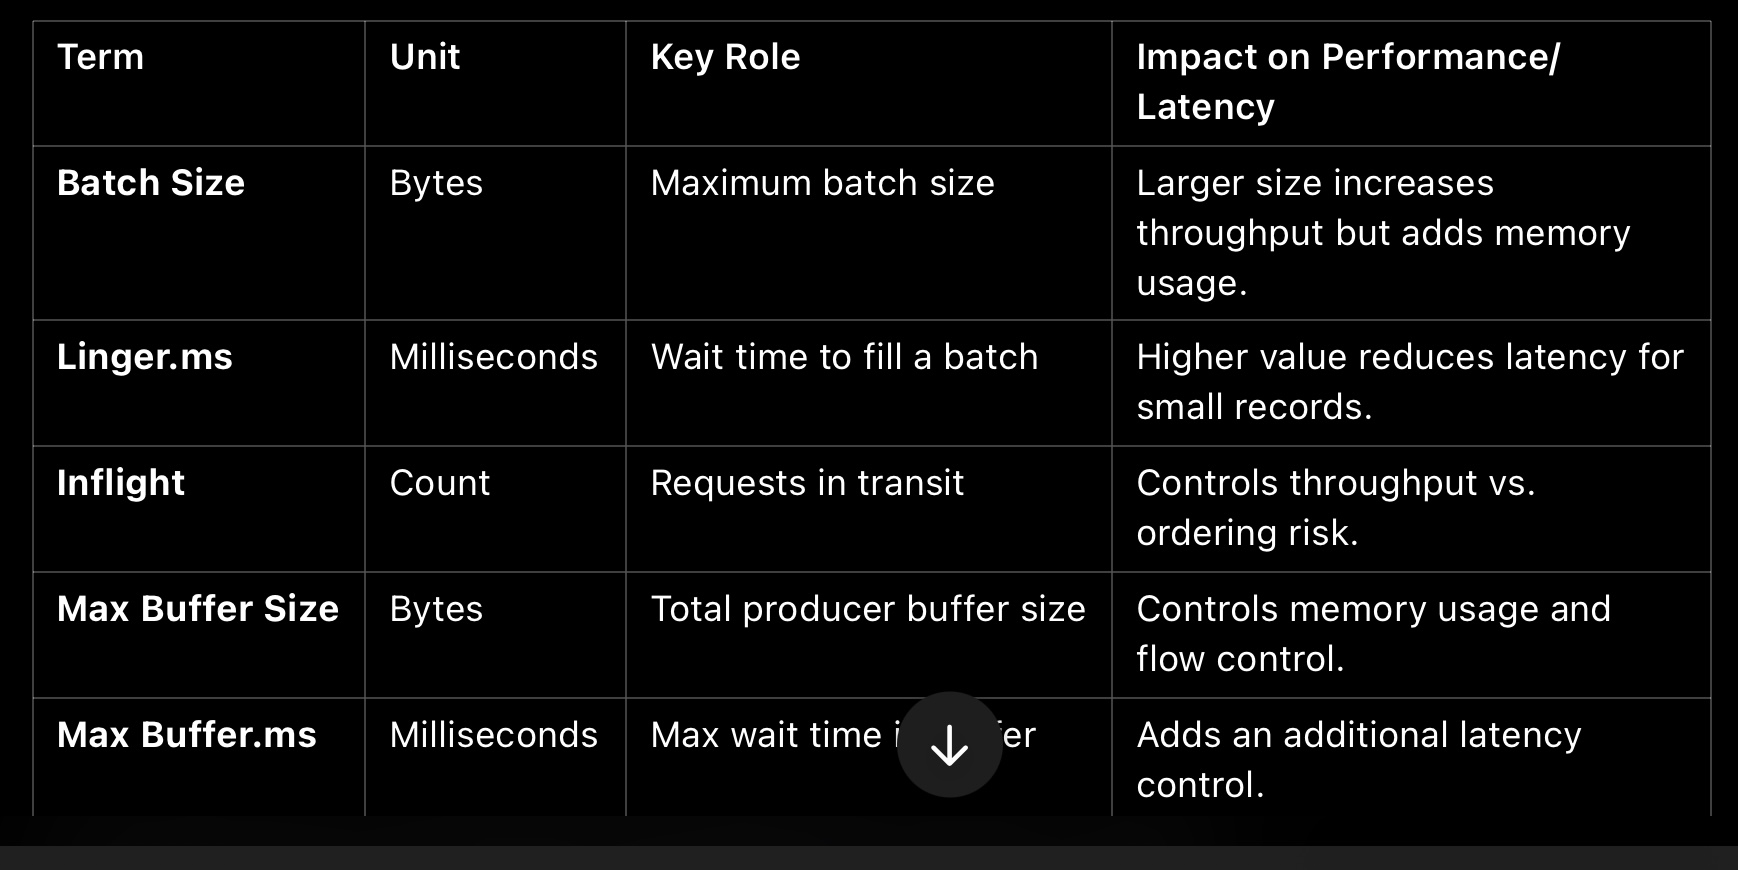 Term
Unit
Key Role
Impact on Performance/
Latency
Batch Size
Bytes
Maximum batch size
Larger size increases
throughput but adds memory
usage.
Linger.ms
Milliseconds
Wait time to fill a batch
Higher value reduces latency for
small records.
Inflight
Count
Requests in transit
Controls throughput vs.
ordering risk.
Max Buffer Size
Bytes
Total producer buffer size
Controls memory usage and
flow control.
Max Buffer.ms
Milliseconds
Max wait time
Adds an additional latency
control.